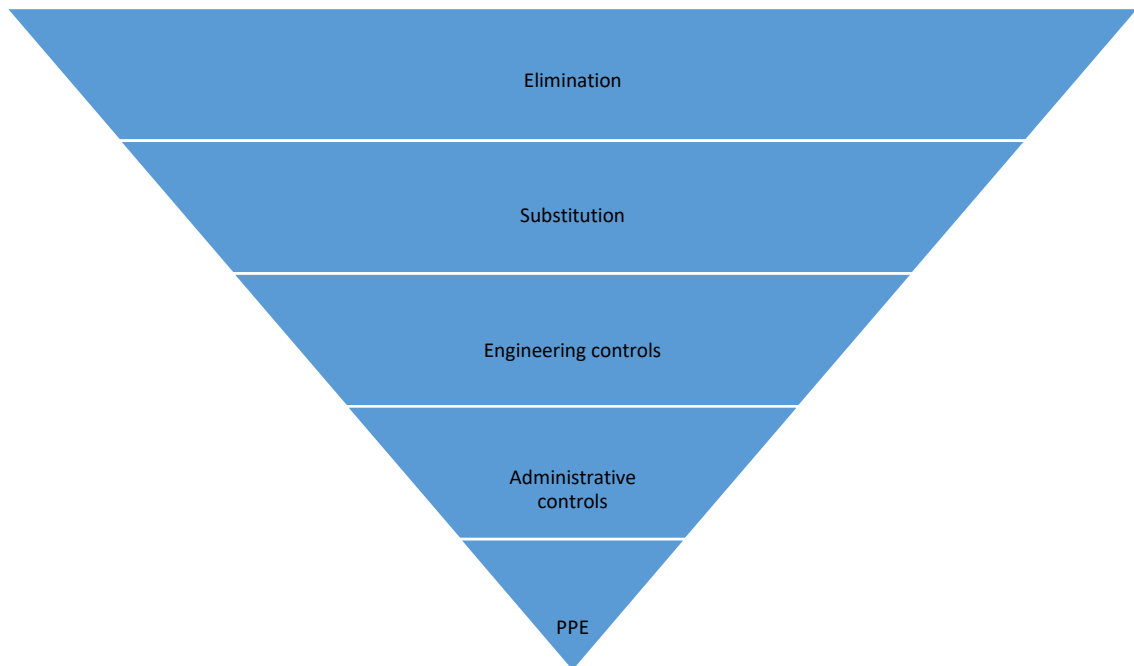 Elimination
Substitution
Engineering controls
Administrative
controls
PPE